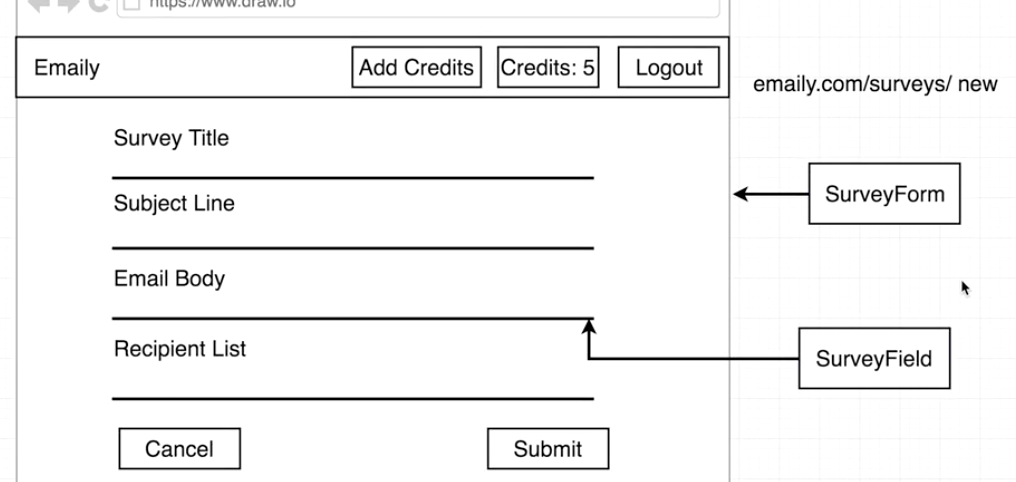 https://www.draw.io
Emaily
Add Credits
Credits: 5
Logout
emaily.com/surveys/ new
Survey Title
SurveyForm
Subject Line
Email Body
Recipient List
SurveyField
Cancel
Submit